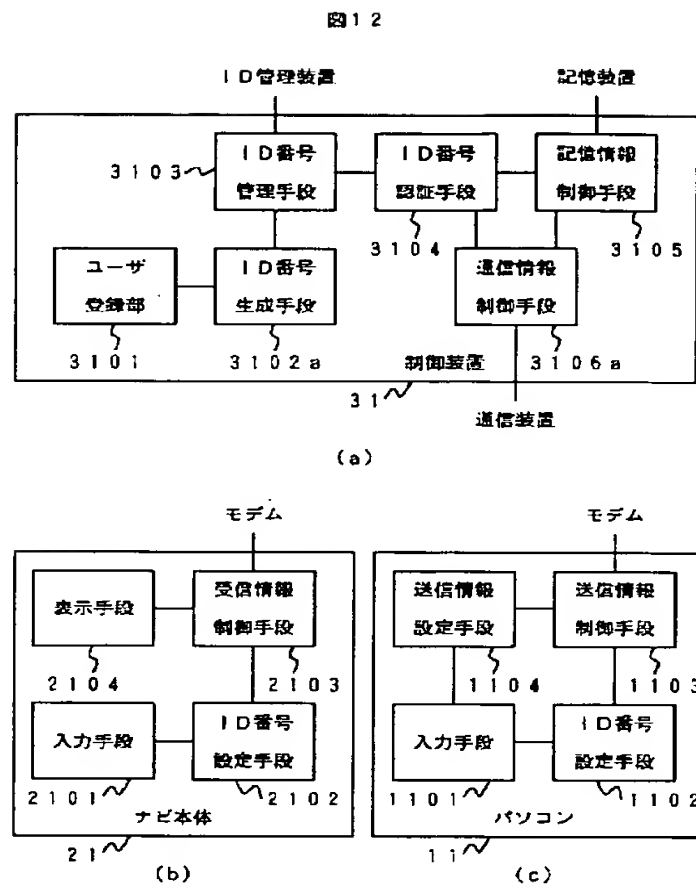 図12
ID管理装置
記憶装置
ID番号
管理手段
3103
ID番号
認証手段
3104
記憶情報
制御手段
3105
ユーザ
登録部
3101
ID番号
生成手段
3102a
通信情報
制御手段
3106a
制御装置
31
通信装置
(a)
モデム
表示手段
2104
受信情報
制御手段
2103
入力手段
2101
ID番号
設定手段
2102
ナビ本体
21
(b)
モデム
送信情報
設定手段
1104
送信情報
制御手段
1103
入力手段
1101
ID番号
設定手段
1102
パソコン
11
(c)